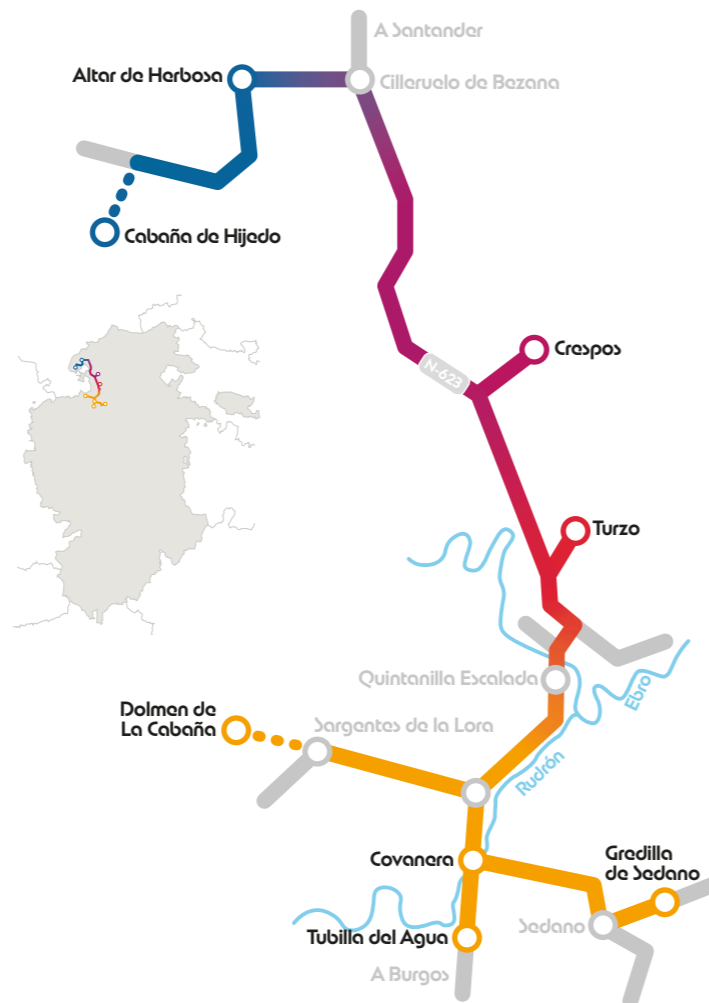 A Santander
Altar de Herbosa
Cilleruelo de Bezana
Cabaña de Hijedo
Crespos
N-623
Turzo
Quintanilla Escalada
Ebro
Dolmen de
La Cabaña
Sargentes de la Lora
Rudrón
Covanera
Gredilla
de Sedano
Sedano
Tubilla del Agua
A Burgos